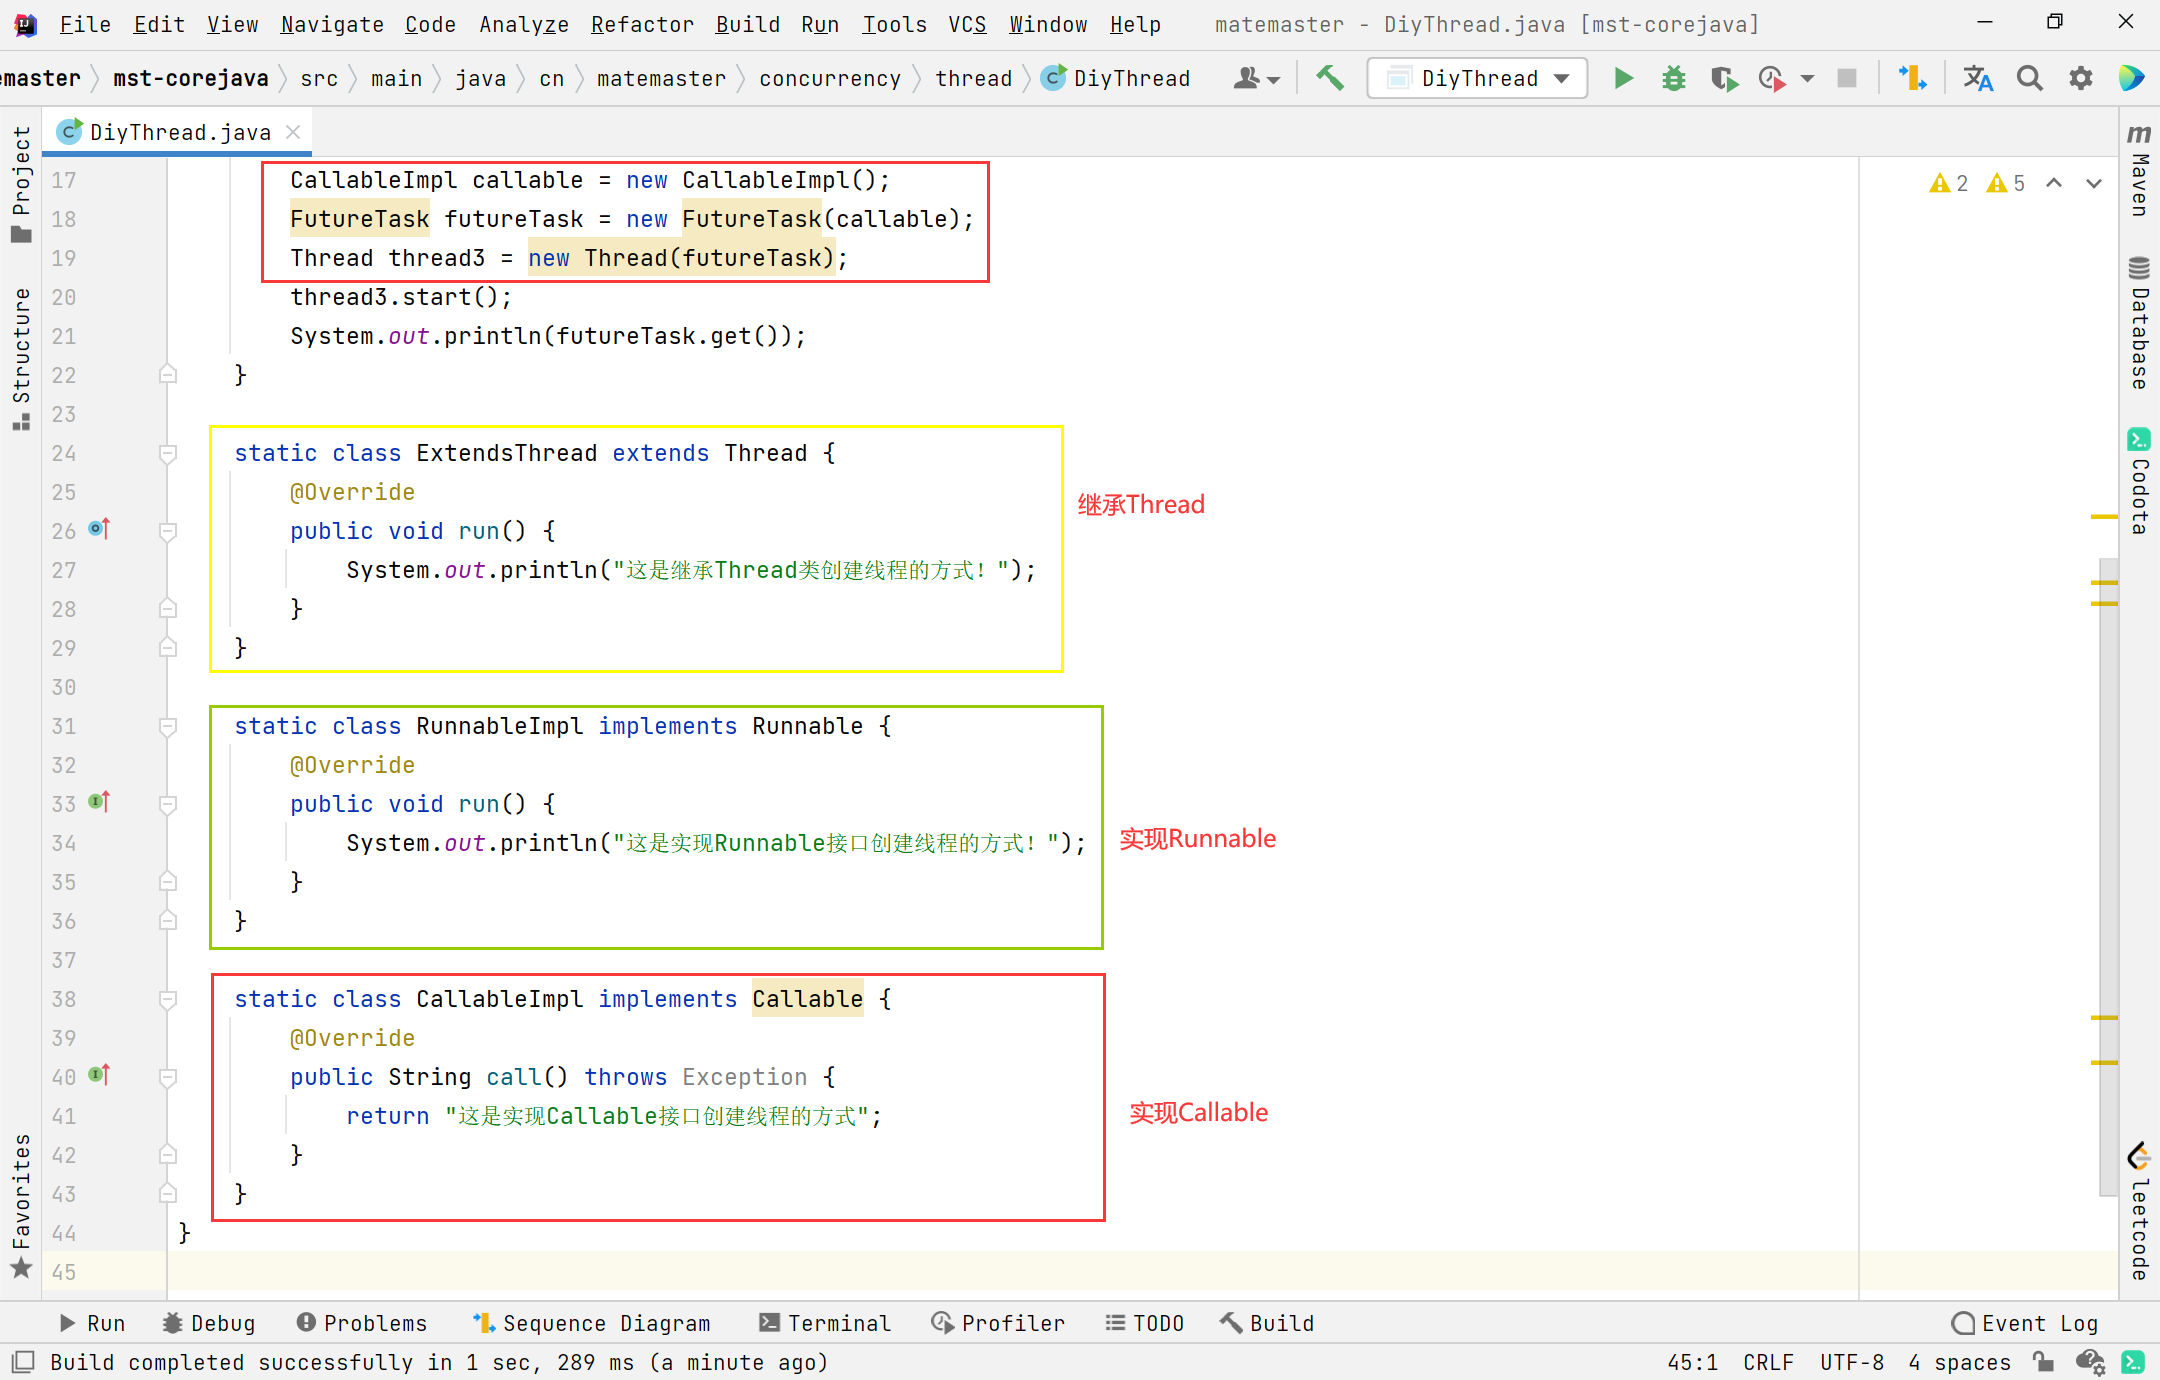 File Edit View Navigate Code Analyze Refactor Build Run Tools VCS Window Help matemaster - DiyThread.java [mst-corejava]
emaster mst-corejava src main java cn matemaster concurrency thread DiyThread DiyThread
DiyThread.java
Project
Structure
Favorites
17 CallableImpl callable = new CallableImpl();
18 FutureTask futureTask = new FutureTask(callable);
19 Thread thread3 = new Thread(futureTask);
20 thread3.start();
21 System.out.println(futureTask.get());
22 }
23
24 static class ExtendsThread extends Thread {
25 @Override
继承Thread
26 public void run() {
27 System.out.println("这是继承Thread类创建线程的方式！");
28 }
29 }
30
31 static class RunnableImpl implements Runnable {
32 @Override
33 public void run() {
34 System.out.println("这是实现Runnable接口创建线程的方式！");
实现Runnable
35 }
36 }
37
38 static class CallableImpl implements Callable {
39 @Override
40 public String call() throws Exception {
41 return "这是实现Callable接口创建线程的方式";
实现Callable
42 }
43 }
44 }
45
2 5
m Maven
Database
Codota
leetcode
Run Debug Problems Sequence Diagram Terminal Profiler TODO Build Event Log
Build completed successfully in 1 sec, 289 ms (a minute ago) 45:1 CRLF UTF-8 4 spaces